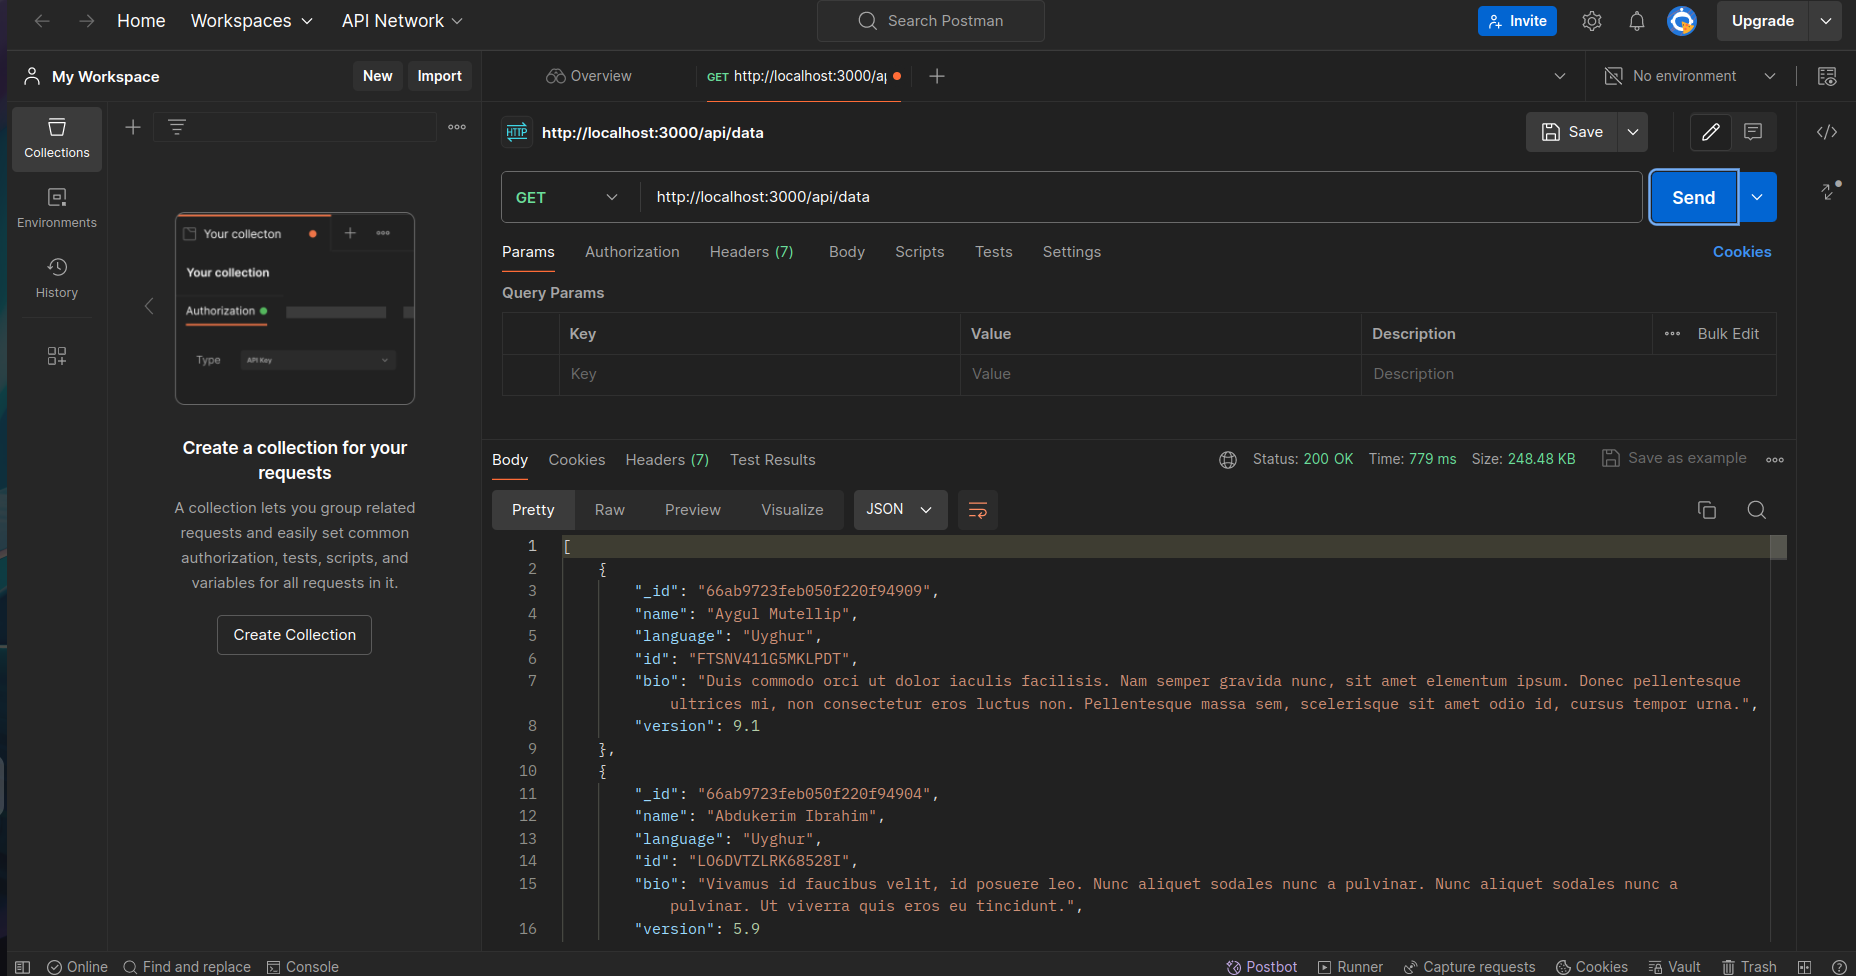 Home Workspaces API Network Search Postman Invite Upgrade
My Workspace New Import Overview GET http://localhost:3000/ap No environment
Collections
Environments
History
Your collecton
Your collection
Authorization
Type API Key
Create a collection for your
requests
A collection lets you group related
requests and easily set common
authorization, tests, scripts, and
variables for all requests in it.
Create Collection
HTTP http://localhost:3000/api/data Save
GET http://localhost:3000/api/data Send
Params Authorization Headers (7) Body Scripts Tests Settings Cookies
Query Params
Key Value Description Bulk Edit
Key Value Description
Body Cookies Headers (7) Test Results Status: 200 OK Time: 779 ms Size: 248.48 KB Save as example
Pretty Raw Preview Visualize JSON
1 [
2 {
3 "_id": "66ab9723feb050f220f94909",
4 "name": "Aygul Mutellip",
5 "language": "Uyghur",
6 "id": "FTSNV411G5MKLPDT",
7 "bio": "Duis commodo orci ut dolor iaculis facilisis. Nam semper gravida nunc, sit amet elementum ipsum. Donec pellentesque
ultrices mi, non consectetur eros luctus non. Pellentesque massa sem, scelerisque sit amet odio id, cursus tempor urna.",
8 "version": 9.1
9 },
10 {
11 "_id": "66ab9723feb050f220f94904",
12 "name": "Abdukerim Ibrahim",
13 "language": "Uyghur",
14 "id": "LO6DVTZLRK68528I",
15 "bio": "Vivamus id faucibus velit, id posuere leo. Nunc aliquet sodales nunc a pulvinar. Nunc aliquet sodales nunc a
pulvinar. Ut viverra quis eros eu tincidunt.",
16 "version": 5.9
Online Find and replace Console Postbot Runner Capture requests Cookies Vault Trash